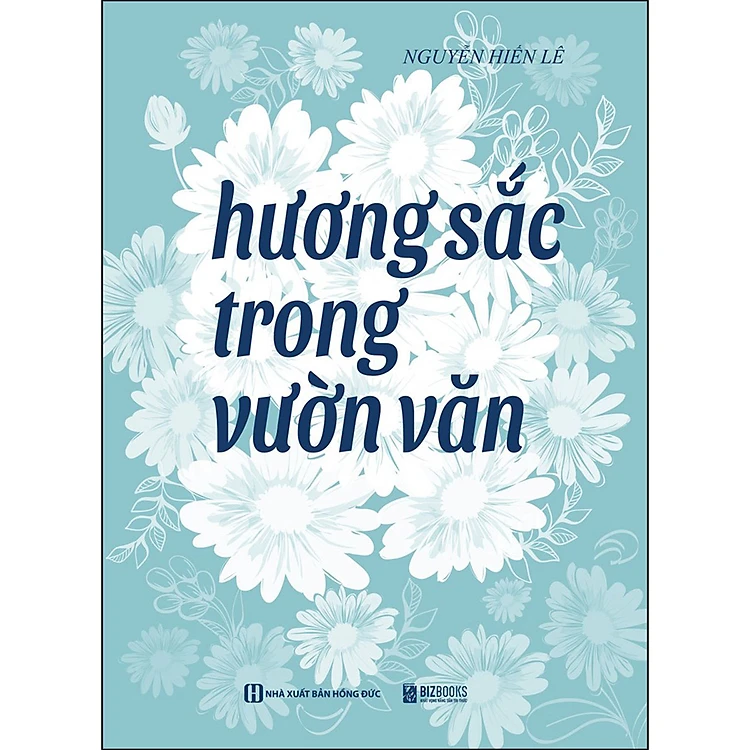 NGUYỄN HIẾN LÊ
hương sắc
trong
vườn văn
NHÀ XUẤT BẢN HỒNG ĐỨC
BIZBOOKS